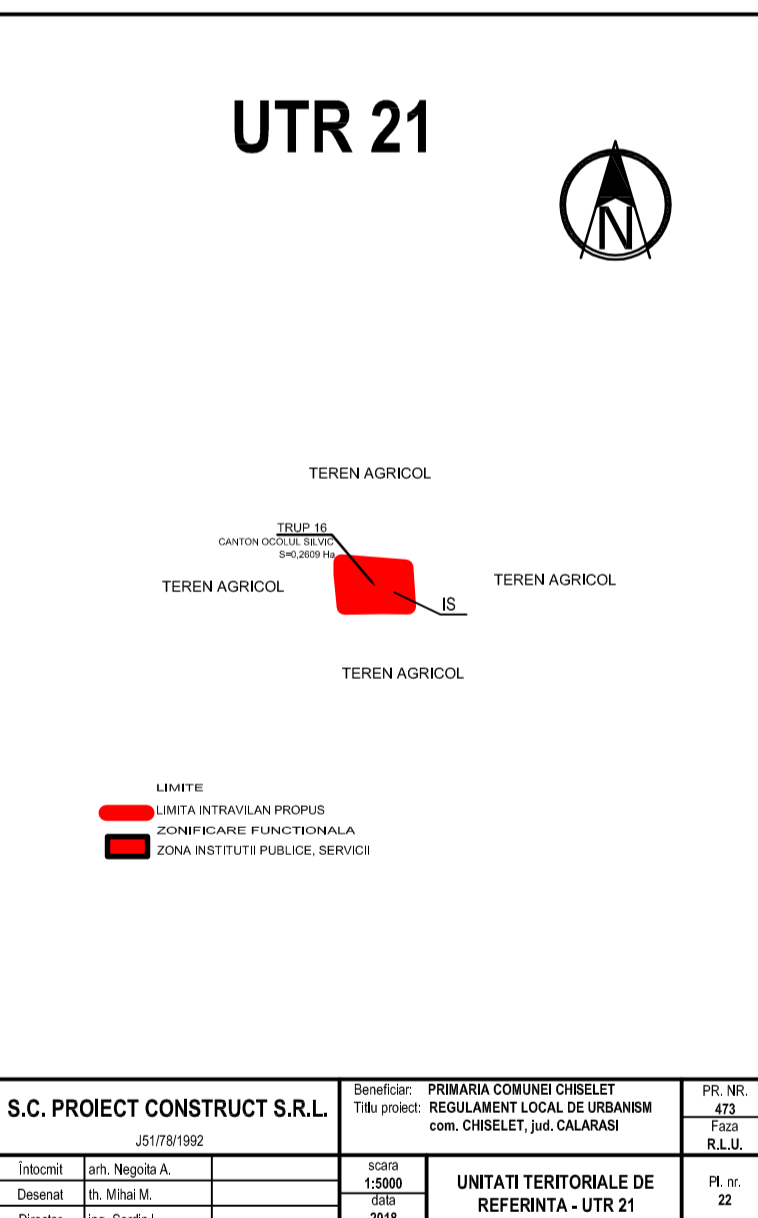 UTR 21
N
TEREN AGRICOL
TRUP 16
CANTON OCOLUL SILVIC
S=0,2609 Ha
TEREN AGRICOL
TEREN AGRICOL
IS
TEREN AGRICOL
LIMITE
LIMITA INTRAVILAN PROPUS
ZONIFICARE FUNCTIONALA
ZONA INSTITUTII PUBLICE, SERVICII
S.C. PROIECT CONSTRUCT S.R.L.
J51/78/1992
Beneficiar: PRIMARIA COMUNEI CHISELET
Titlu proiect: REGULAMENT LOCAL DE URBANISM
com. CHISELET, jud. CALARASI
PR. NR.
473
Faza
R.L.U.
Întocmit arh. Negoita A.
Desenat th. Mihai M.
scara
1:5000
data
2018
UNITATI TERITORIALE DE
REFERINTA - UTR 21
Pl. nr.
22